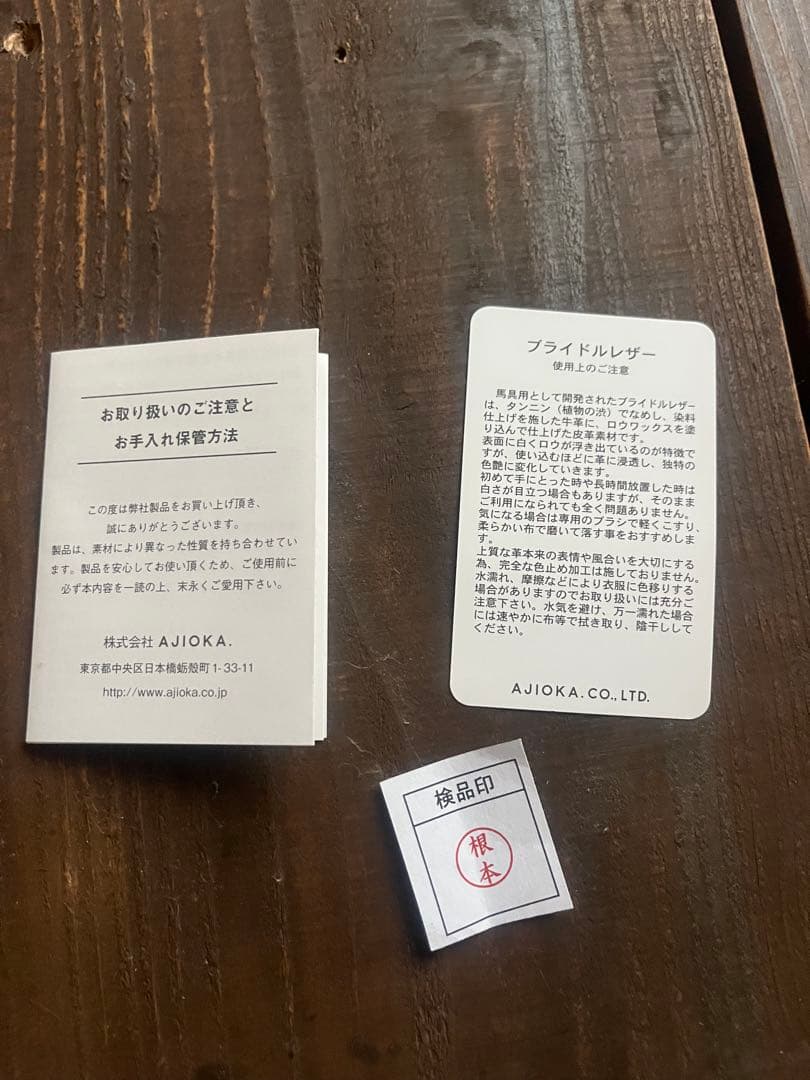 お取り扱いのご注意と
お手入れ保管方法
この度は弊社製品をお買い上げ頂き、
誠にありがとうございます。
製品は、素材により異なった性質を持ち合わせてい
ます。製品を安心してお使い頂くため、ご使用前に
必ず本内容を一読の上、末永くご愛用下さい。
株式会社 AJIOKA.
東京都中央区日本橋蛎殻町1-33-11
http://www.ajioka.co.jp
ブライドルレザー
使用上のご注意
馬具用として開発されたブライドルレザー
は、タンニン（植物の渋）でなめし、染料
仕上げを施した牛革に、ロウワックスを塗
り込んで仕上げた皮革素材です。
表面に白くロウが浮き出ているのが特徴で
すが、使い込むほどに革に浸透し、独特の
色艶に変化していきます。
初めて手にとった時や長時間放置した時は
白さが目立つ場合もありますが、そのまま
ご利用になられても全く問題ありません。
気になる場合は専用のブラシで軽くこすり、
柔らかい布で磨いて落す事をおすすめしま
す。
上質な革本来の表情や風合いを大切にする
為、完全な色止め加工は施しておりません。
水濡れ、摩擦などにより衣服に色移りする
場合がありますのでお取り扱いには充分ご
注意下さい。水気を避け、万一濡れた場合
には速やかに布等で拭き取り、陰干しして
ください。
AJIOKA.CO.,LTD.
検品印
根本